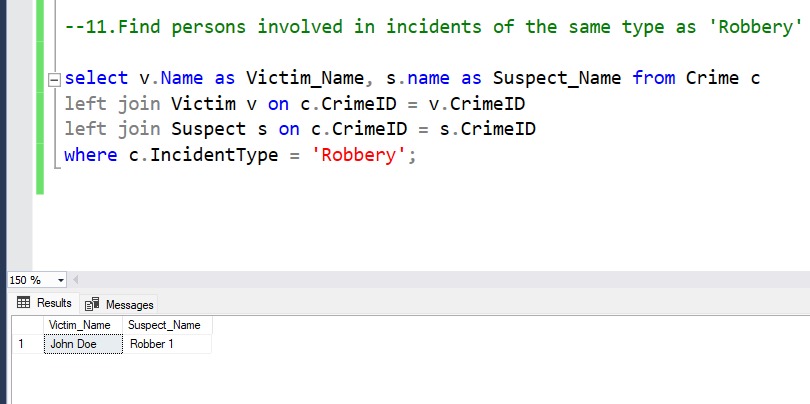 --11.Find persons involved in incidents of the same type as 'Robbery'
select v.Name as Victim_Name, s.name as Suspect_Name from Crime c
left join Victim v on c.CrimeID = v.CrimeID
left join Suspect s on c.CrimeID = s.CrimeID
where c.IncidentType = 'Robbery';
150 %
Results Messages
Victim_Name Suspect_Name
1 John Doe Robber 1